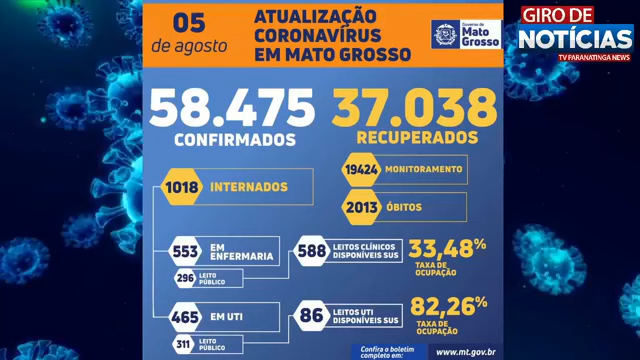 05
de agosto
ATUALIZAÇÃO
CORONAVÍRUS
EM MATO GROSSO
Governo de
Mato
Grosso
GIRO DE
NOTÍCIAS
TV PARANATINGA NEWS
58.475
CONFIRMADOS
37.038
RECUPERADOS
1018 INTERNADOS
19424 MONITORAMENTO
2013 ÓBITOS
553 EM
ENFERMARIA
296 LEITO
PÚBLICO
588 LEITOS CLÍNICOS
DISPONÍVEIS SUS
33,48%
TAXA DE
OCUPAÇÃO
465 EM UTI
311 LEITO
PÚBLICO
86 LEITOS UTI
DISPONÍVEIS SUS
82,26%
TAXA DE
OCUPAÇÃO
Confira o boletim
completo em:
www.mt.gov.br